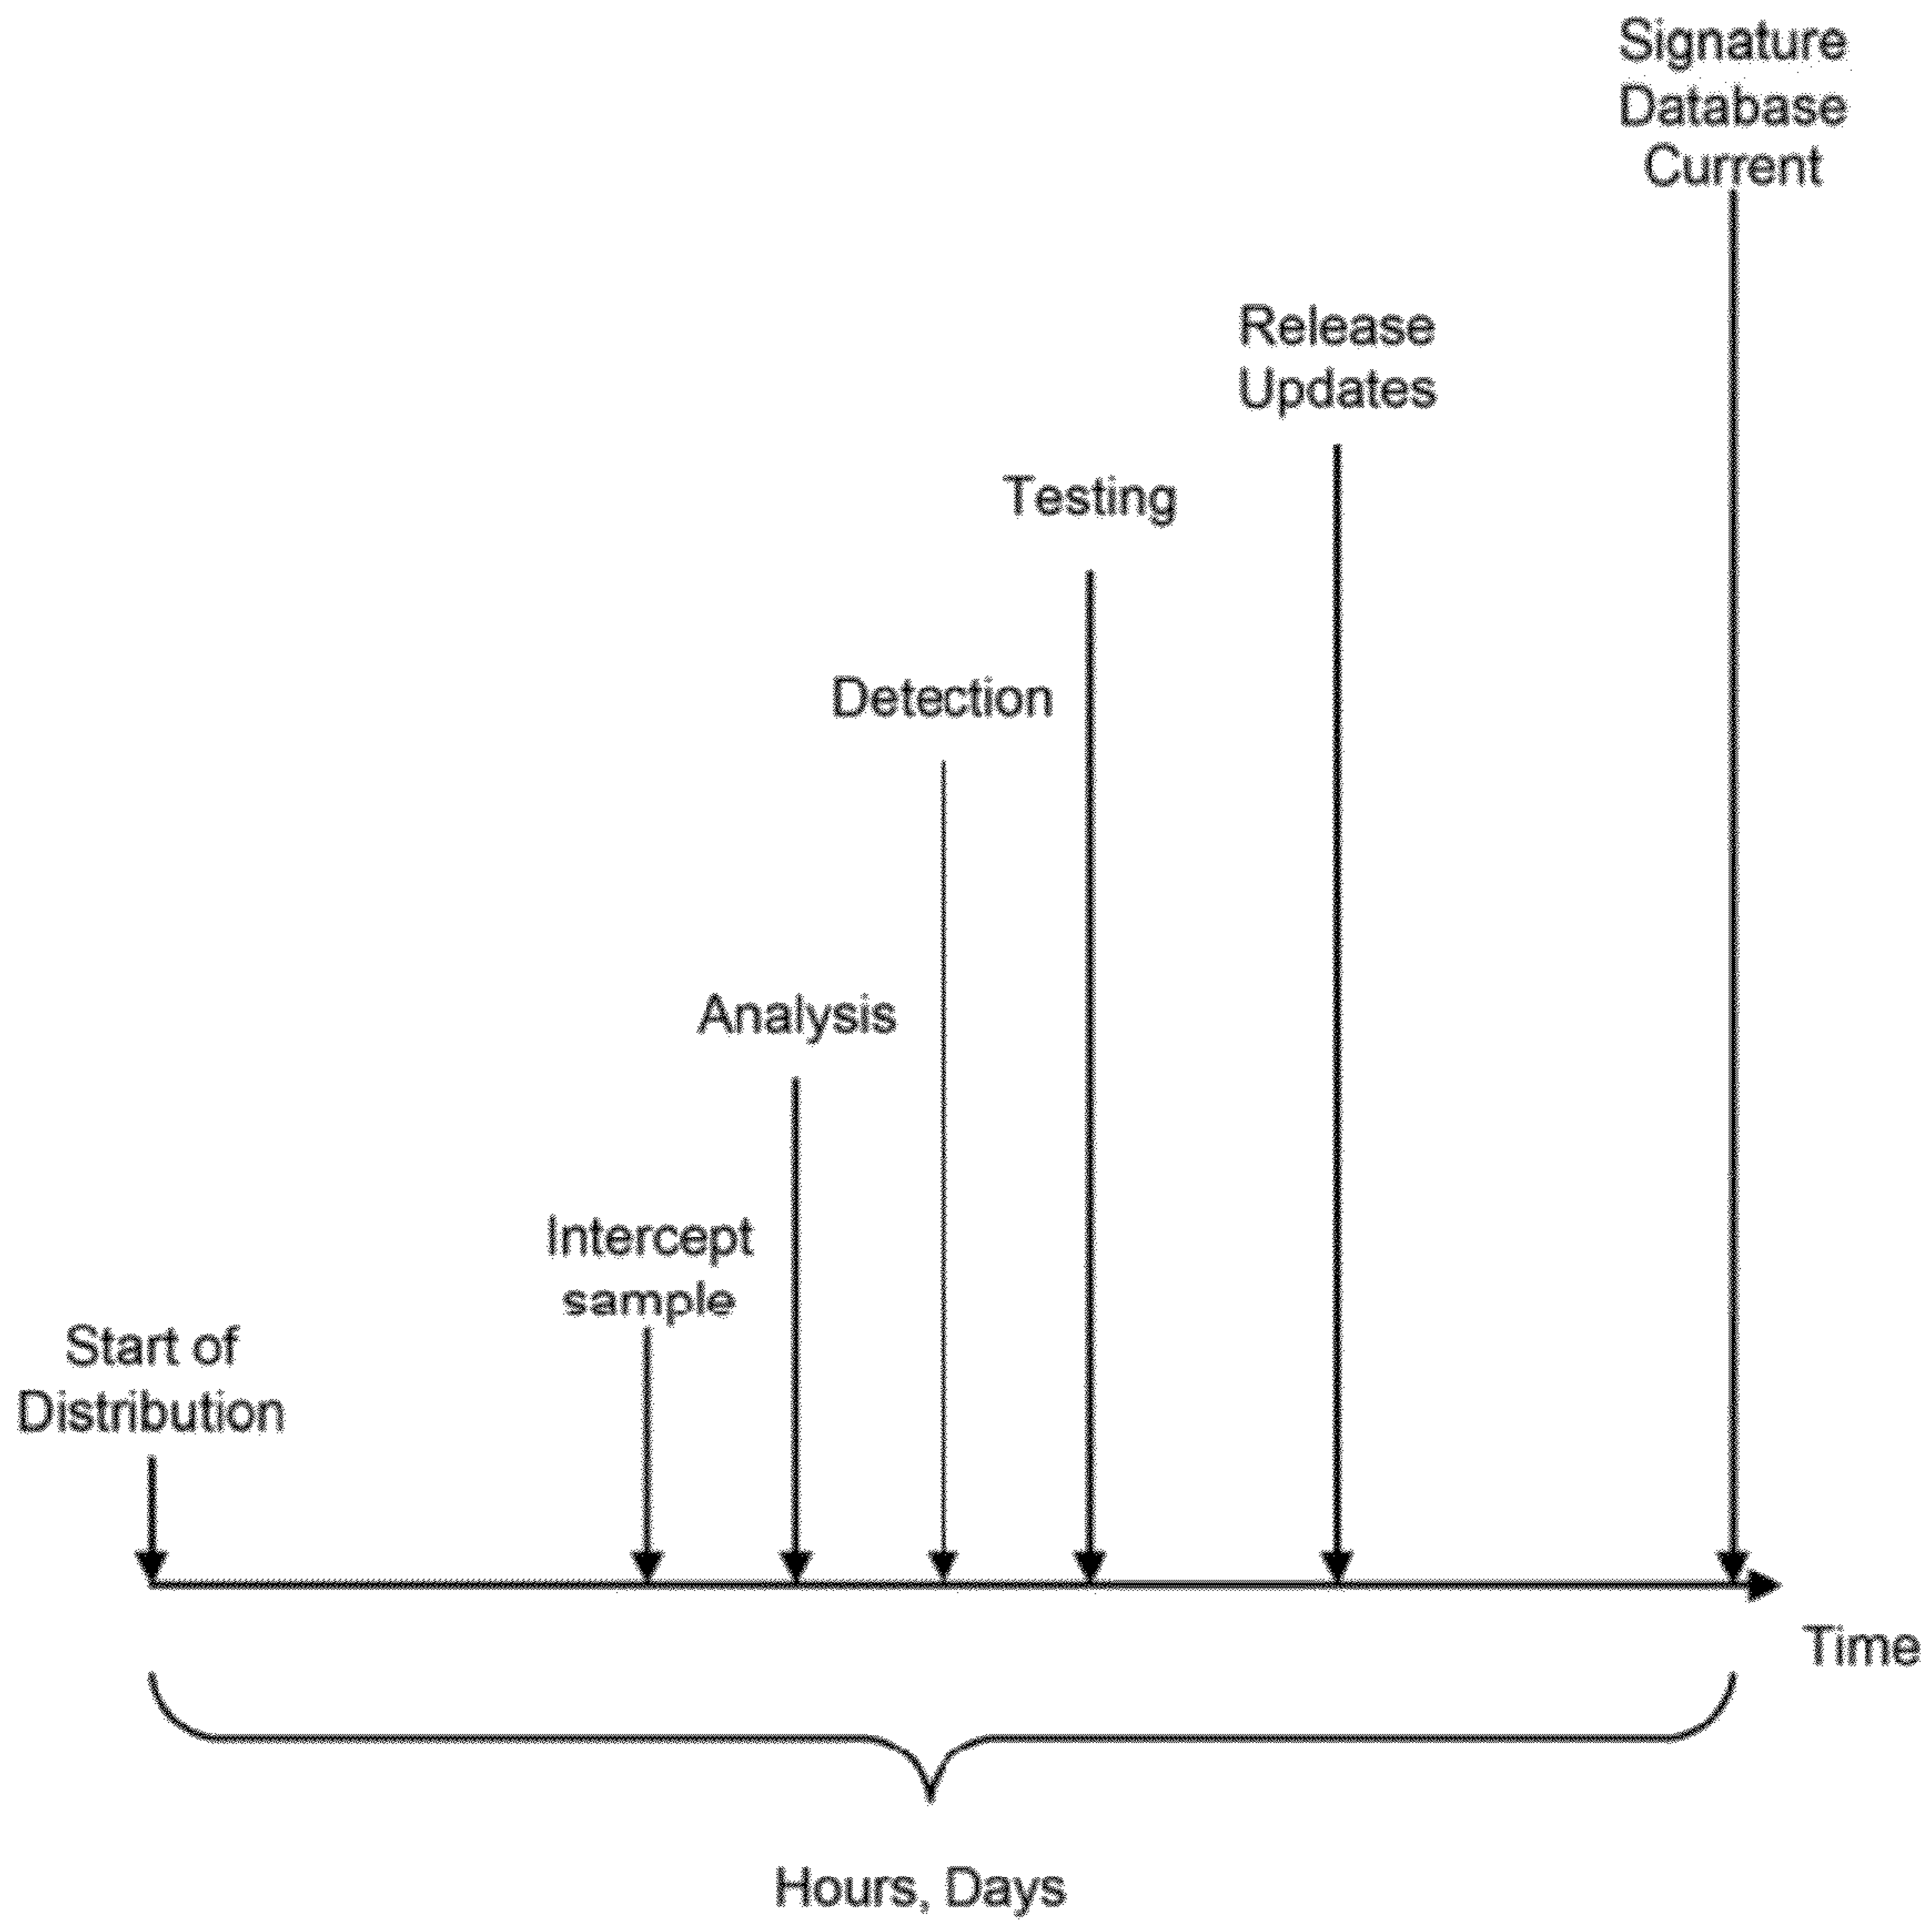 Signature
Database
Current
Release
Updates
Testing
Detection
Analysis
Intercept
sample
Start of
Distribution
Time
Hours, Days